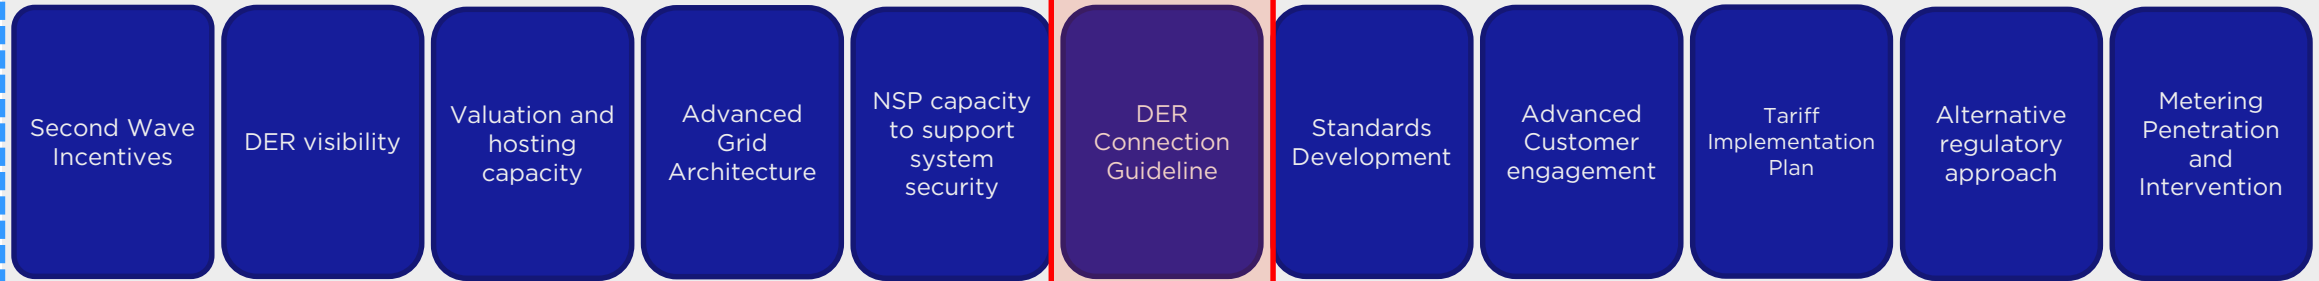 Second Wave
Incentives
DER visibility
Valuation and
hosting
capacity
Advanced
Grid
Architecture
NSP capacity
to support
system
security
DER
Connection
Guideline
Standards
Development
Advanced
Customer
engagement
Tariff
Implementation
Plan
Alternative
regulatory
approach
Metering
Penetration
and
Intervention